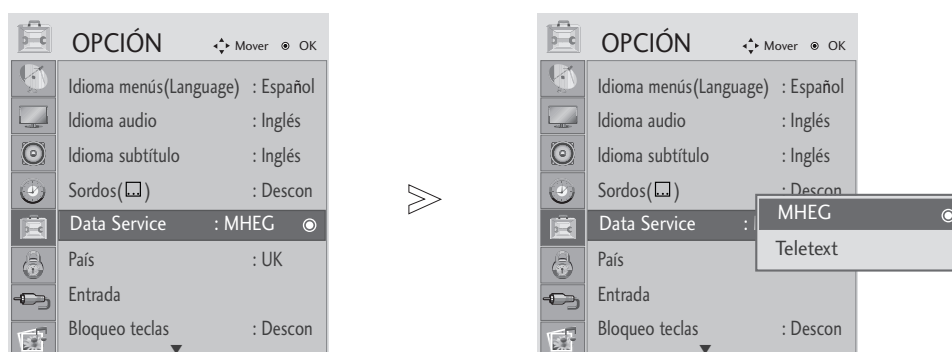 OPCIÓN Mover OK
Idioma menús(Language) : Español
Idioma audio : Inglés
Idioma subtítulo : Inglés
Sordos( ) : Descon
Data Service : MHEG
País : UK
Entrada
Bloqueo teclas : Descon
>
OPCIÓN Mover OK
Idioma menús(Language) : Español
Idioma audio : Inglés
Idioma subtítulo : Inglés
Sordos( ) : Descon
Data Service :
MHEG
Teletext
País : UK
Entrada
Bloqueo teclas : Descon